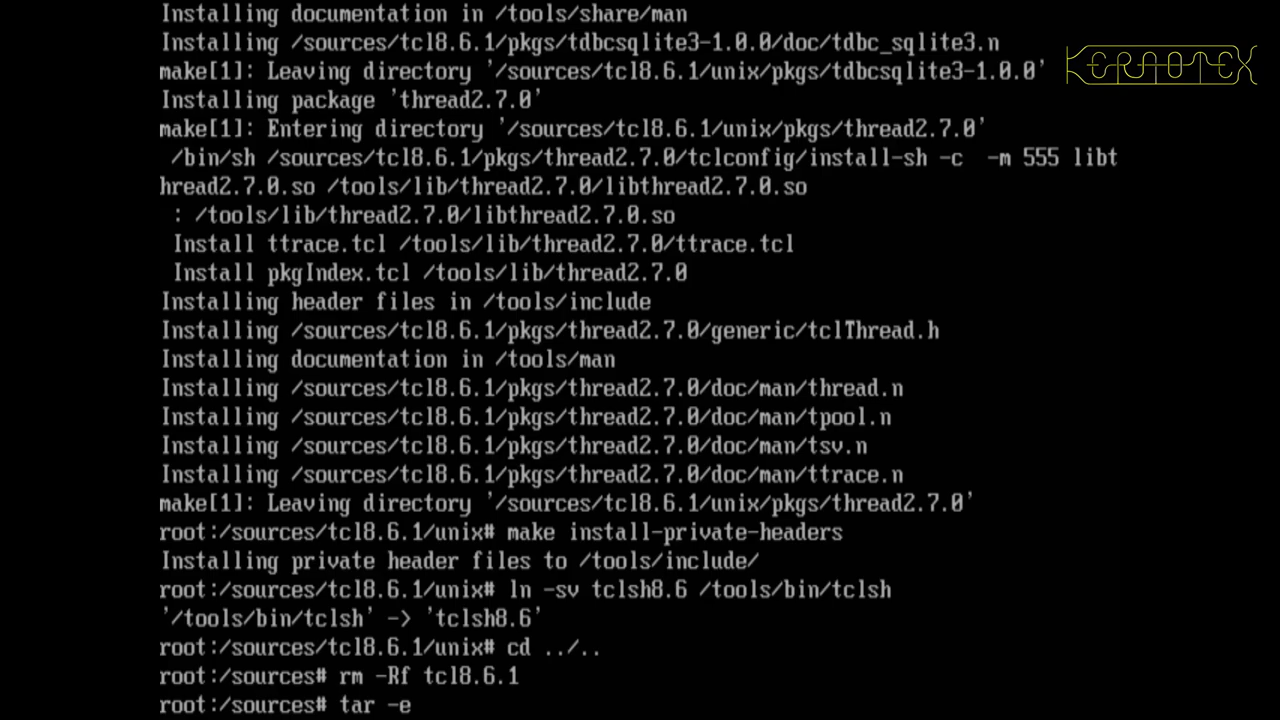 Installing documentation in /tools/share/man
Installing /sources/tcl8.6.1/pkgs/tdbcsqlite3-1.0.0/doc/tdbc_sqlite3.n
make[1]: Leaving directory '/sources/tcl8.6.1/unix/pkgs/tdbcsqlite3-1.0.0'
KERNOTEX
Installing package 'thread2.7.0'
make[1]: Entering directory '/sources/tcl8.6.1/unix/pkgs/thread2.7.0'
/bin/sh /sources/tcl8.6.1/pkgs/thread2.7.0/tclconfig/install-sh -c  -m 555 libt
hread2.7.0.so /tools/lib/thread2.7.0/libthread2.7.0.so
: /tools/lib/thread2.7.0/libthread2.7.0.so
Install ttrace.tcl /tools/lib/thread2.7.0/ttrace.tcl
Install pkgIndex.tcl /tools/lib/thread2.7.0
Installing header files in /tools/include
Installing /sources/tcl8.6.1/pkgs/thread2.7.0/generic/tclThread.h
Installing documentation in /tools/man
Installing /sources/tcl8.6.1/pkgs/thread2.7.0/doc/man/thread.n
Installing /sources/tcl8.6.1/pkgs/thread2.7.0/doc/man/tpool.n
Installing /sources/tcl8.6.1/pkgs/thread2.7.0/doc/man/tsv.n
Installing /sources/tcl8.6.1/pkgs/thread2.7.0/doc/man/ttrace.n
make[1]: Leaving directory '/sources/tcl8.6.1/unix/pkgs/thread2.7.0'
root:/sources/tcl8.6.1/unix# make install-private-headers
Installing private header files to /tools/include/
root:/sources/tcl8.6.1/unix# ln -sv tclsh8.6 /tools/bin/tclsh
'/tools/bin/tclsh' -> 'tclsh8.6'
root:/sources/tcl8.6.1/unix# cd ../..
root:/sources# rm -Rf tcl8.6.1
root:/sources# tar -e